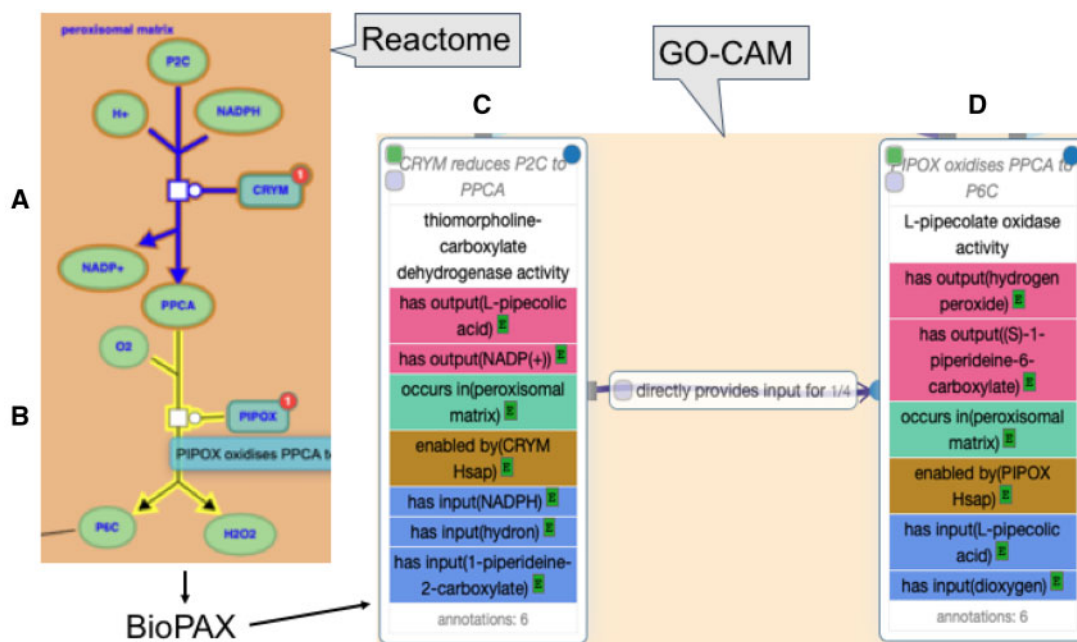 peroxisomal matrix
P2C
H+
NADPH
A
CRYM
1
NADP+
PPCA
O2
B
PIPOX
1
PIPOX oxidises PPCA to
P6C
H2O2
BioPAX
Reactome
GO-CAM
C
CRYM reduces P2C to
PPCA
thiomorpholine-
carboxylate
dehydrogenase activity
has output(L-pipecolic
acid)
has output(NADP(+))
occurs in(peroxisomal
matrix)
enabled by(CRYM
Hsap)
has input(NADPH)
has input(hydron)
has input(1-piperideine-
2-carboxylate)
annotations: 6
directly provides input for 1/4
D
PIPOX oxidises PPCA to
P6C
L-pipecolate oxidase
activity
has output(hydrogen
peroxide)
has output((S)-1-
piperideine-6-
carboxylate)
occurs in(peroxisomal
matrix)
enabled by(PIPOX
Hsap)
has input(L-pipecolic
acid)
has input(dioxygen)
annotations: 6